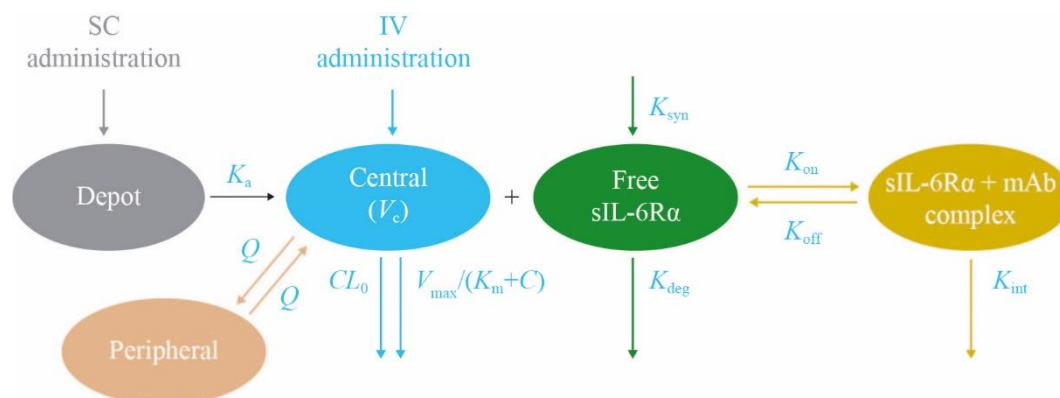 SC
administration
IV
administration
K_syn
Depot
K_a
Central
(V_c)
+
Free
sIL-6Rα
K_on
K_off
sIL-6Rα + mAb
complex
Q
Q
CL_0
V_max/(K_m+C)
K_deg
K_int
Peripheral